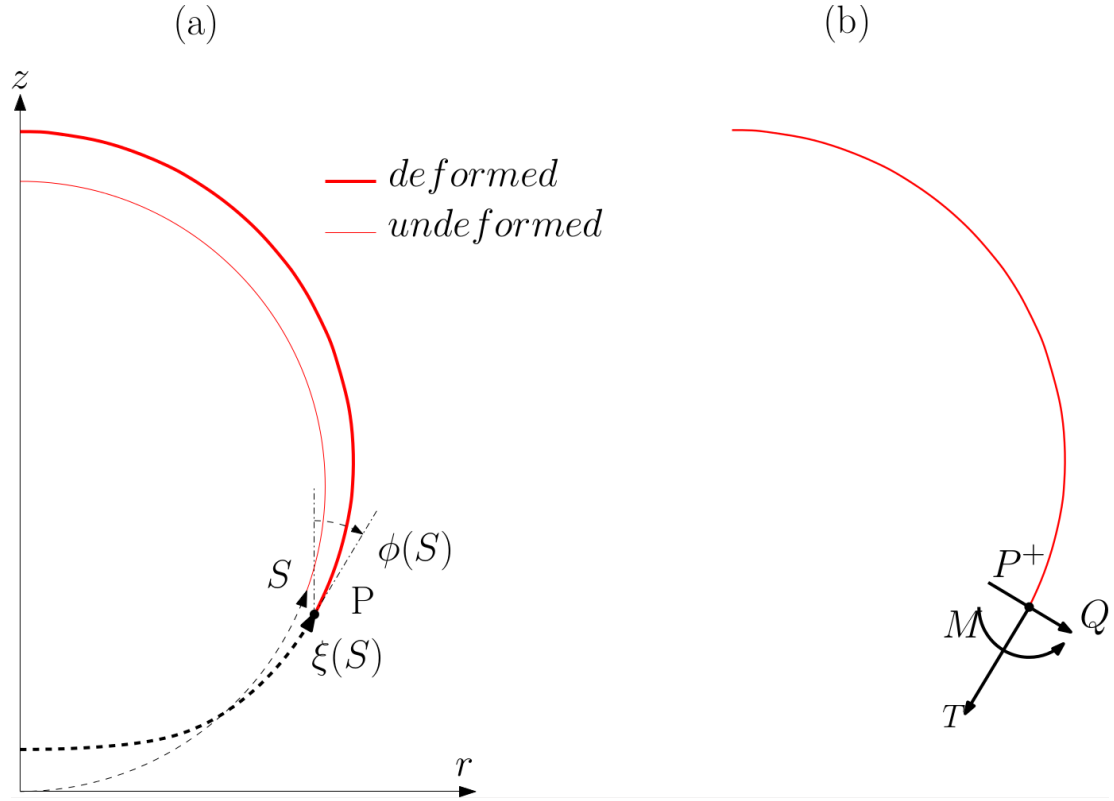 (a)
(b)
z
deformed
undeformed
ϕ(S)
S
P
ξ(S)
r
P⁺
M
Q
T